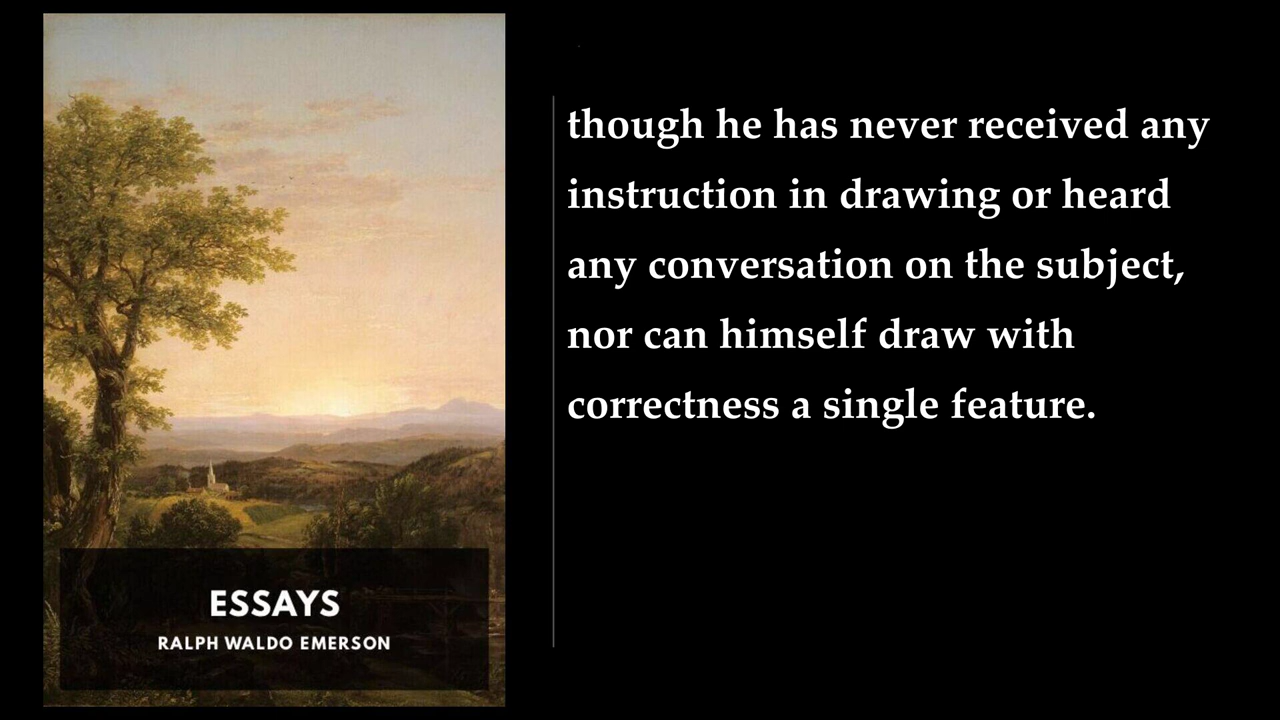 though he has never received any
instruction in drawing or heard
any conversation on the subject,
nor can himself draw with
correctness a single feature.
ESSAYS
RALPH WALDO EMERSON